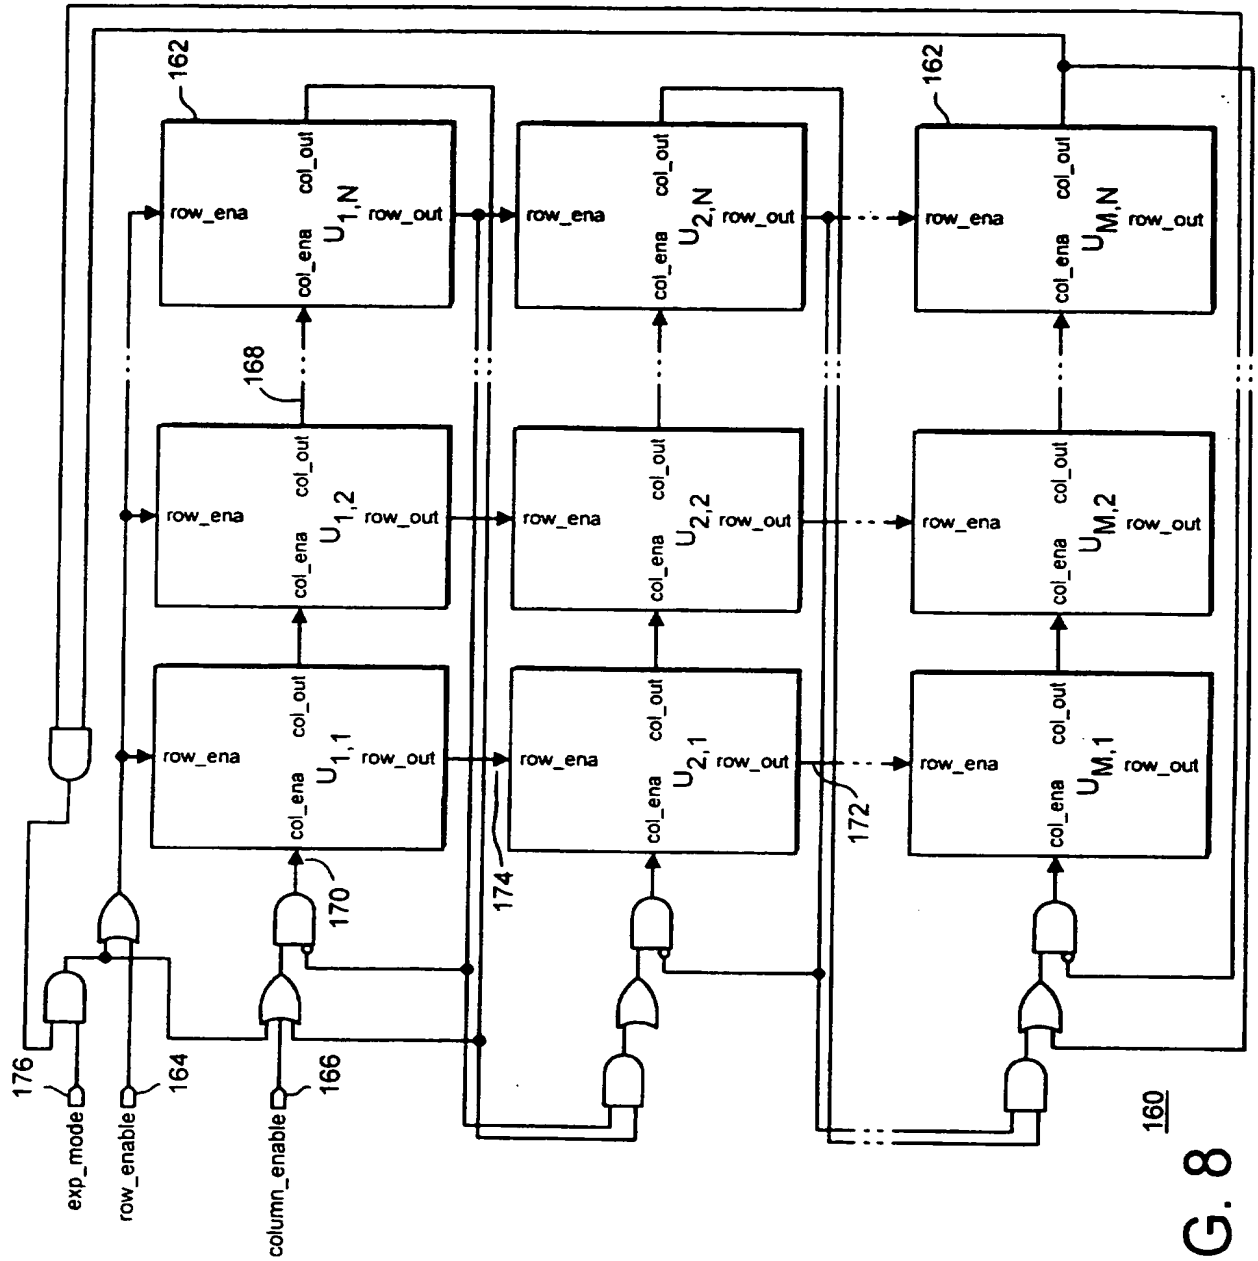 exp_mode
176
row_enable
164
column_enable
166
170
row_ena
col_ena
U1,1
col_out
row_out
row_ena
col_ena
U1,2
col_out
row_out
168
row_ena
col_ena
U1,N
col_out
row_out
162
174
row_ena
col_ena
U2,1
col_out
row_out
row_ena
col_ena
U2,2
col_out
row_out
row_ena
col_ena
U2,N
col_out
row_out
172
row_ena
col_ena
UM,1
col_out
row_out
row_ena
col_ena
UM,2
col_out
row_out
row_ena
col_ena
UM,N
col_out
row_out
162
160
G. 8